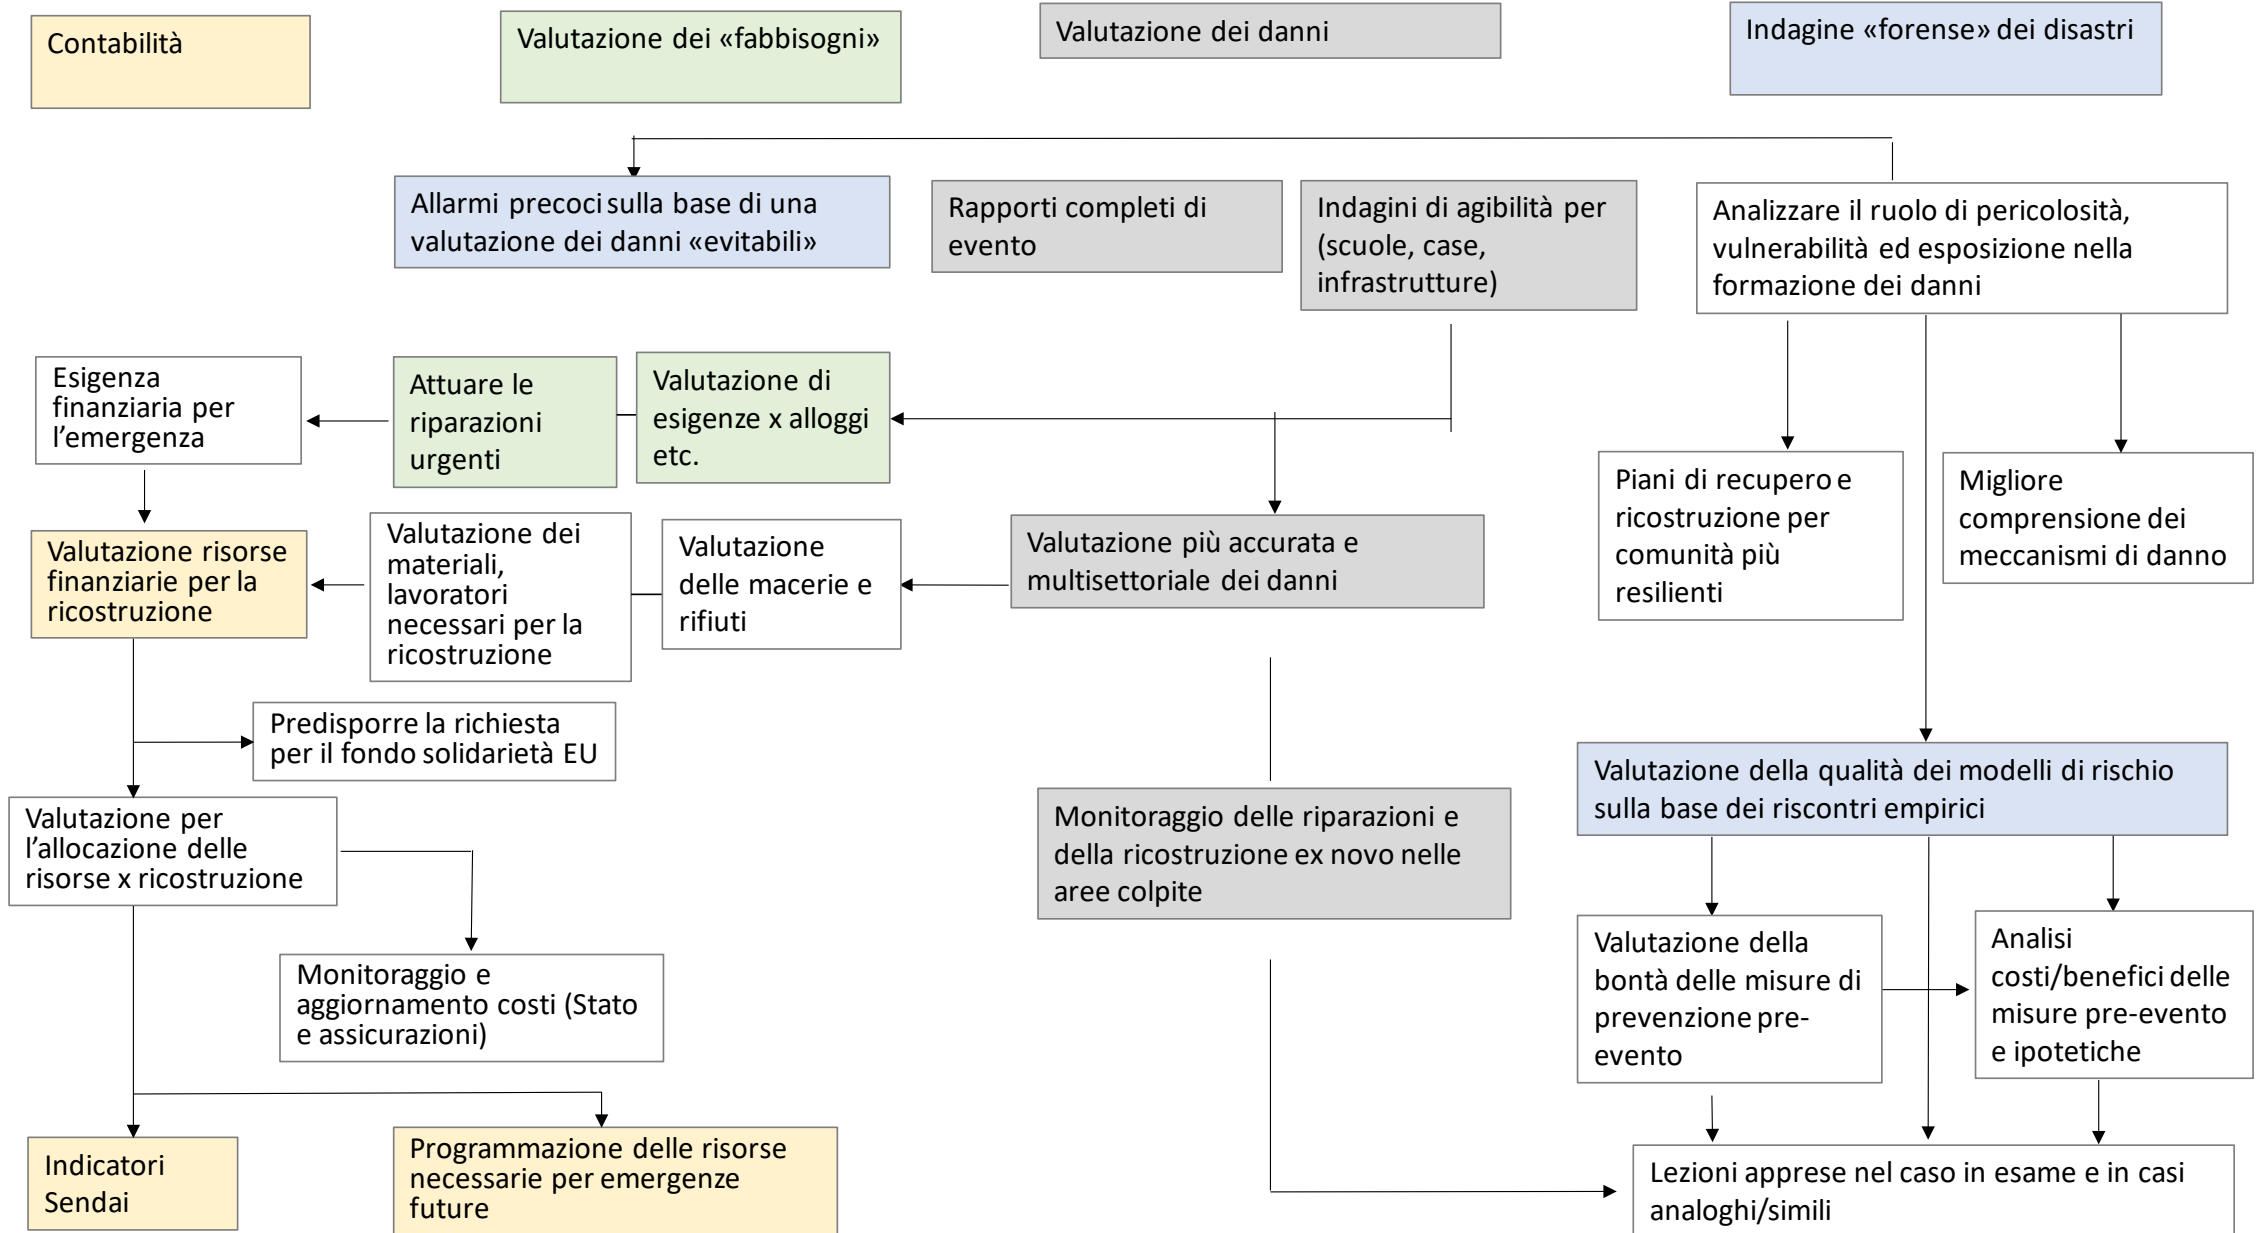 Contabilità
Valutazione dei «fabbisogni»
Valutazione dei danni
Indagine «forense» dei disastri
Allarmi precoci sulla base di una
valutazione dei danni «evitabili»
Rapporti completi di
evento
Indagini di agibilità per
(scuole, case,
infrastrutture)
Analizzare il ruolo di pericolosità,
vulnerabilità ed esposizione nella
formazione dei danni
Esigenza
finanziaria per
l’emergenza
Attuare le
riparazioni
urgenti
Valutazione di
esigenze x alloggi
etc.
Piani di recupero e
ricostruzione per
comunità più
resilienti
Migliore
comprensione dei
meccanismi di danno
Valutazione risorse
finanziarie per la
ricostruzione
Valutazione dei
materiali,
lavoratori
necessari per la
ricostruzione
Valutazione
delle macerie e
rifiuti
Valutazione più accurata e
multisettoriale dei danni
Predisporre la richiesta
per il fondo solidarietà EU
Valutazione della qualità dei modelli di rischio
sulla base dei riscontri empirici
Valutazione per
l’allocazione delle
risorse x ricostruzione
Monitoraggio delle riparazioni e
della ricostruzione ex novo nelle
aree colpite
Monitoraggio e
aggiornamento costi (Stato
e assicurazioni)
Valutazione della
bontà delle misure di
prevenzione pre-
evento
Analisi
costi/benefici delle
misure pre-evento
e ipotetiche
Indicatori
Sendai
Programmazione delle risorse
necessarie per emergenze
future
Lezioni apprese nel caso in esame e in casi
analoghi/simili